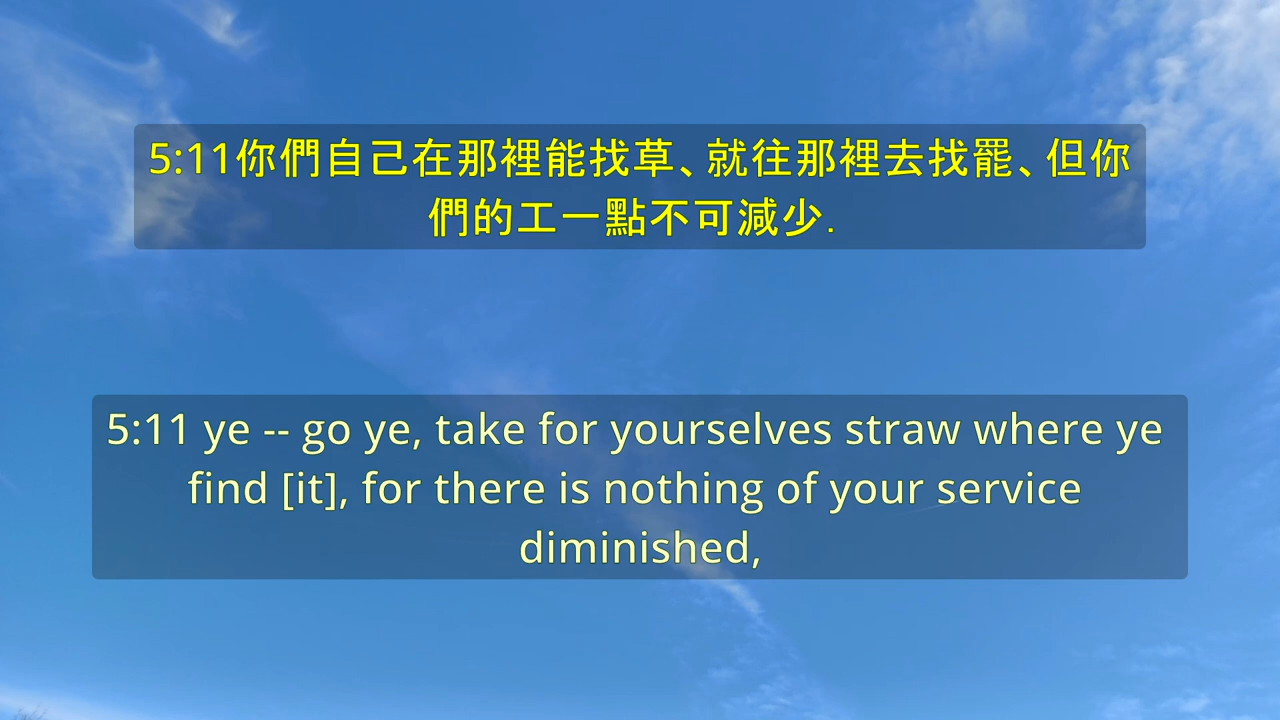 5:11你們自己在那裡能找草、就往那裡去找罷、但你
們的工一點不可減少.
5:11 ye -- go ye, take for yourselves straw where ye
find [it], for there is nothing of your service
diminished,